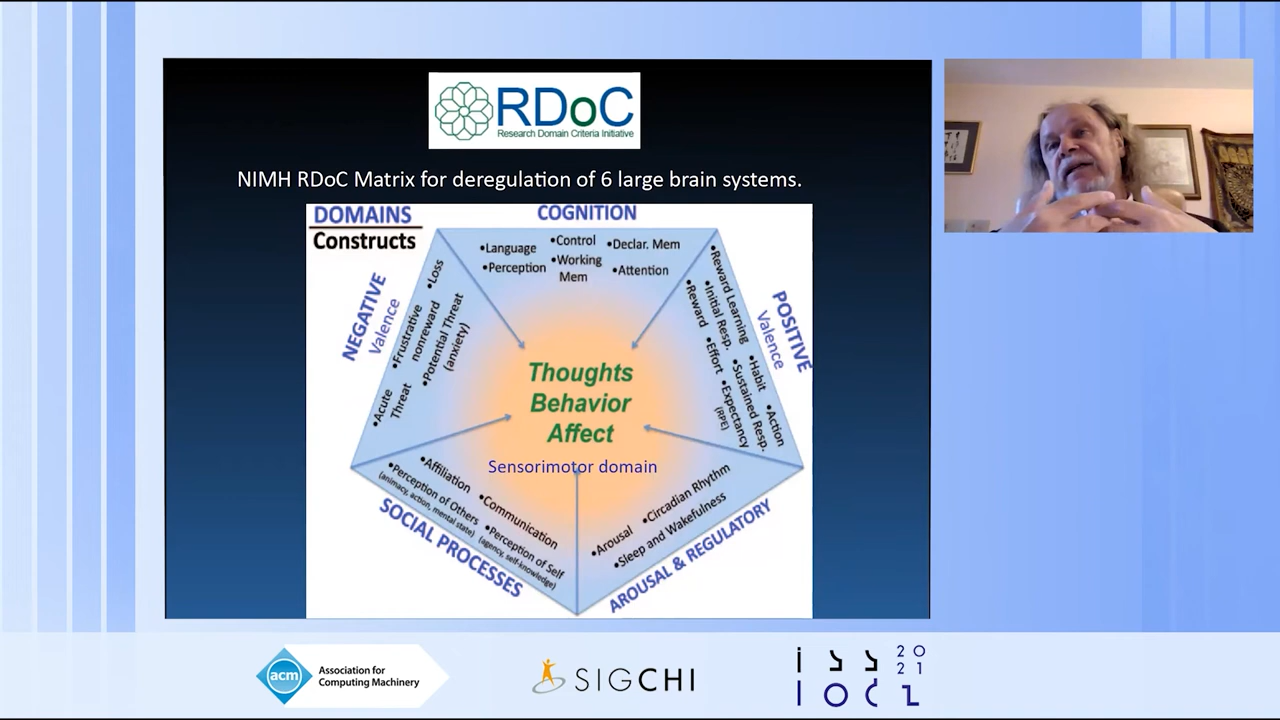 RDoC
Research Domain Criteria Initiative
NIMH RDoC Matrix for deregulation of 6 large brain systems.
DOMAINS
Constructs
COGNITION
•Language
•Control
•Declar. Mem
•Perception
•Working
Mem
•Attention
NEGATIVE
Valence
•Loss
•Frustrative
nonreward
•Potential Threat
(anxiety)
•Acute
Threat
POSITIVE
Valence
•Reward Learning
•Initial Resp.
•Reward
•Habit
•Sustained Resp.
•Effort
•Action
•Expectancy
(RPE)
Thoughts
Behavior
Affect
Sensorimotor domain
•Affiliation
•Perception of Others
(animacy, action, mental state)
•Communication
•Perception of Self
(agency, self-knowledge)
SOCIAL PROCESSES
•Arousal
•Circadian Rhythm
•Sleep and Wakefulness
AROUSAL & REGULATORY
acm
Association for
Computing Machinery
SIGCHI
ISS
20
21